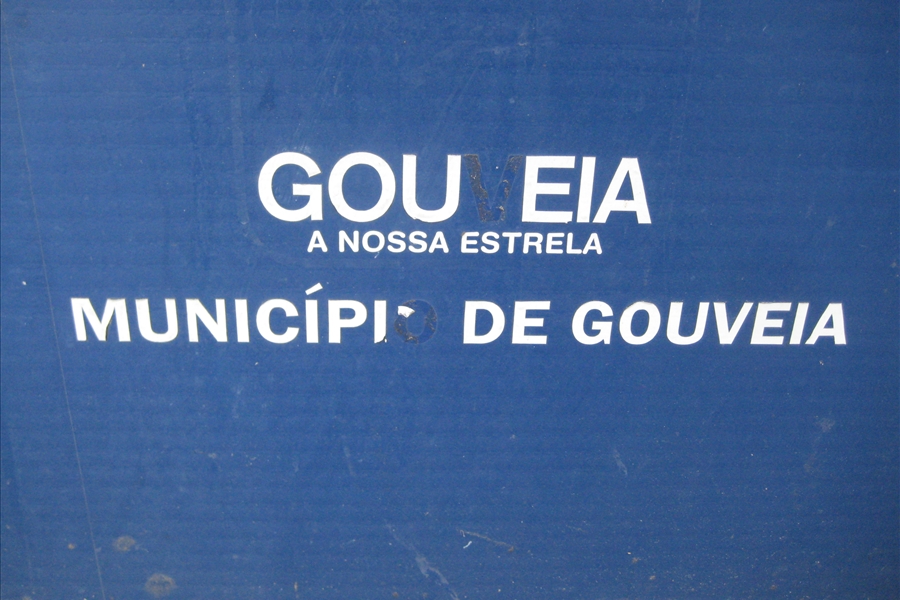 GOUVEIA
A NOSSA ESTRELA
MUNICÍPIO DE GOUVEIA